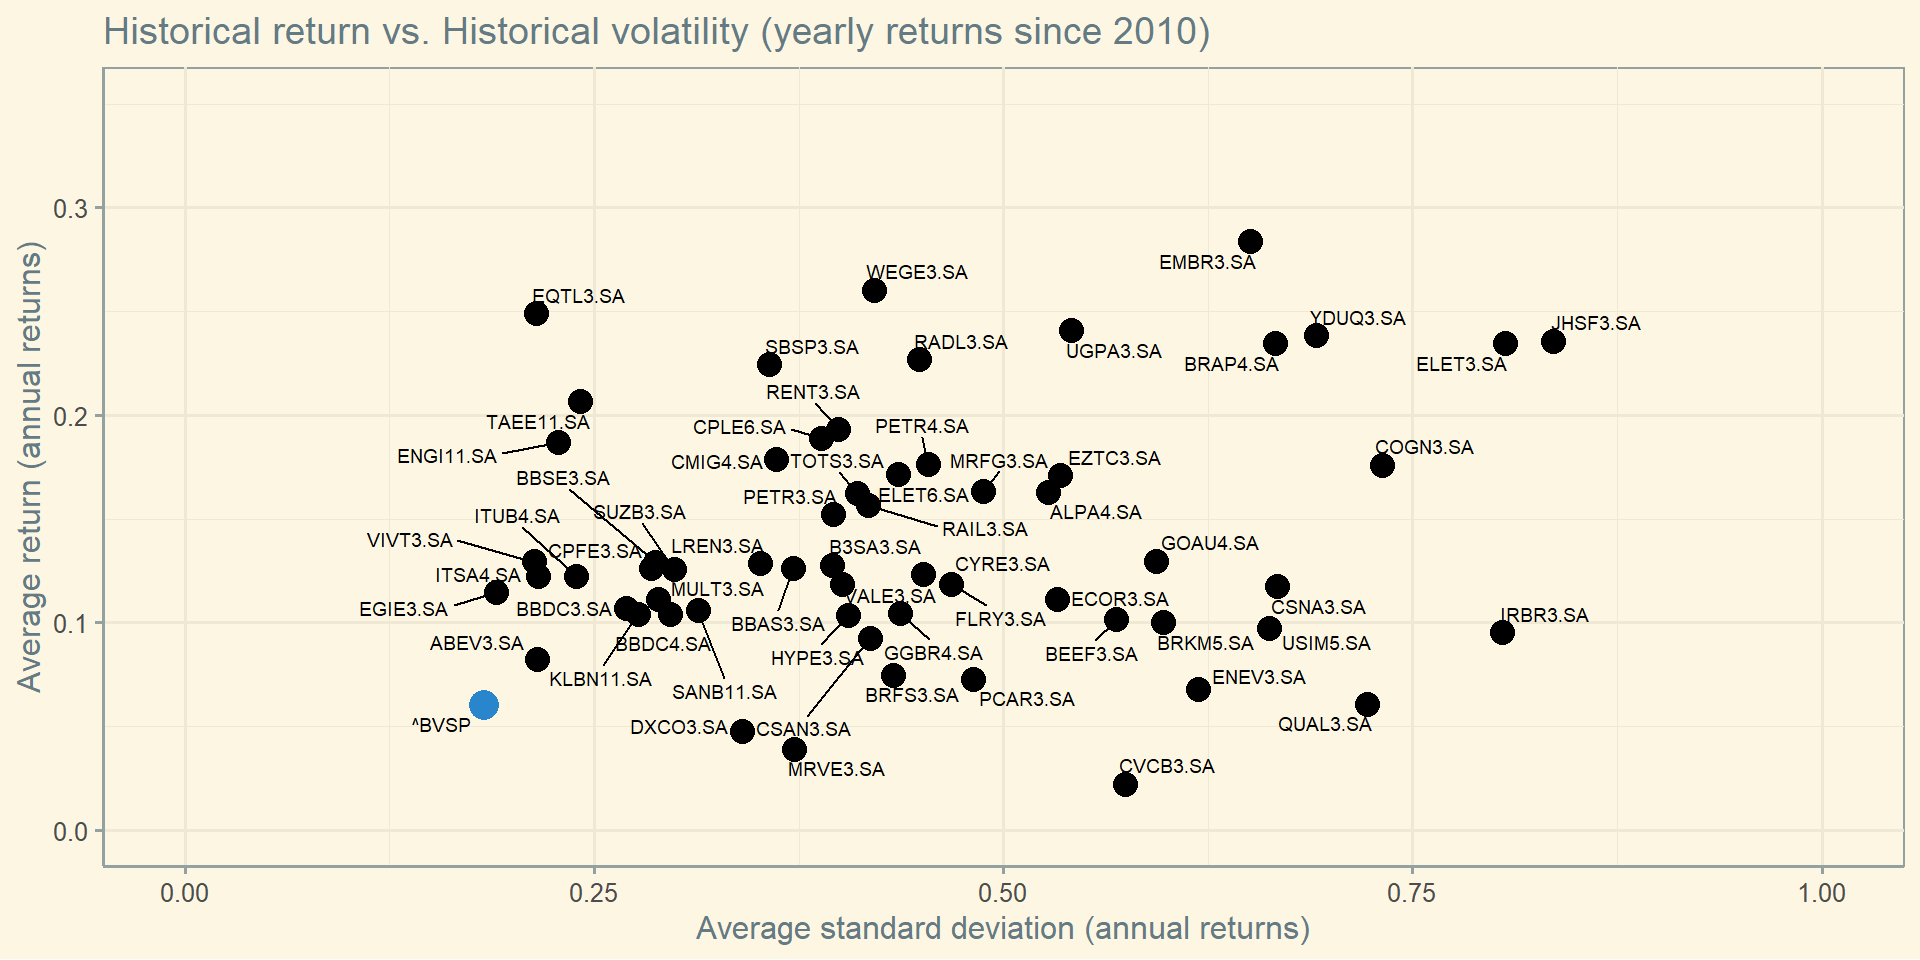 Historical return vs. Historical volatility (yearly returns since 2010)
Average return (annual returns)
0.3
0.2
0.1
0.0
EMBR3.SA
WEGE3.SA
EQTL3.SA
YDUQ3.SA
JHSF3.SA
SBSP3.SA
RADL3.SA
UGPA3.SA
BRAP4.SA
ELET3.SA
RENT3.SA
TAEE11.SA
CPLE6.SA
PETR4.SA
COGN3.SA
ENGI11.SA
CMIG4.SA
TOTS3.SA
MRFG3.SA
EZTC3.SA
BBSE3.SA
PETR3.SA
ELET6.SA
ITUB4.SA
SUZB3.SA
ALPA4.SA
RAIL3.SA
VIVT3.SA
CPFE3.SA
LREN3.SA
B3SA3.SA
GOAU4.SA
CYRE3.SA
ITSA4.SA
MULT3.SA
VALE3.SA
ECOR3.SA
EGIE3.SA
BBDC3.SA
CSNA3.SA
IRBR3.SA
BBAS3.SA
FLRY3.SA
ABEV3.SA
BBDC4.SA
BRKM5.SA
USIM5.SA
HYPE3.SA
GGBR4.SA
BEEF3.SA
KLBN11.SA
ENEV3.SA
SANB11.SA
BRFS3.SA
PCAR3.SA
^BVSP
DXCO3.SA
CSAN3.SA
QUAL3.SA
MRVE3.SA
CVCB3.SA
0.00
0.25
0.50
0.75
1.00
Average standard deviation (annual returns)